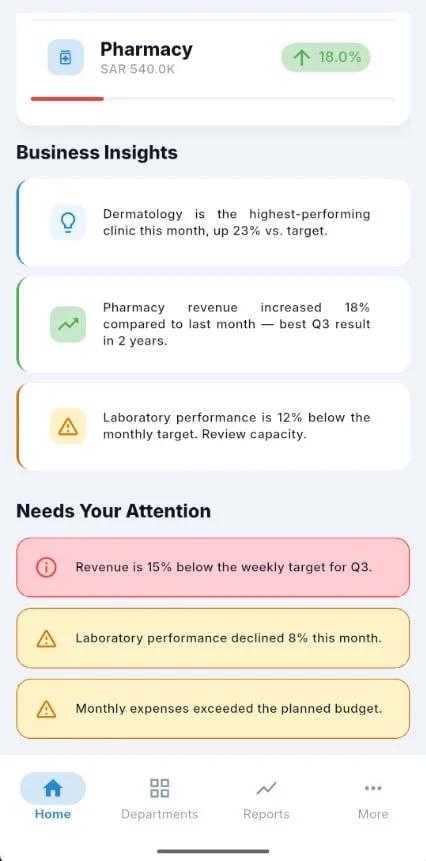 Pharmacy
SAR 540.0K
18.0%
Business Insights
Dermatology is the highest-performing
clinic this month, up 23% vs. target.
Pharmacy revenue increased 18%
compared to last month — best Q3 result
in 2 years.
Laboratory performance is 12% below the
monthly target. Review capacity.
Needs Your Attention
Revenue is 15% below the weekly target for Q3.
Laboratory performance declined 8% this month.
Monthly expenses exceeded the planned budget.
Home
Departments
Reports
More